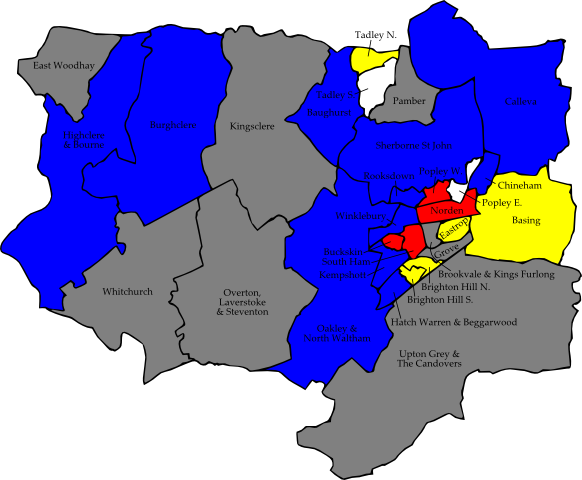 Tadley N.
East Woodhay
Tadley S.
Calleva
Pamber
Baughurst
Kingsclere
Burghclere
Highclere
& Bourne
Sherborne St John
Rooksdown
Popley W.
Chineham
Popley E.
Norden
Winklebury
Basing
Eastrop
Buckskin
Grove
South Ham
Kempshott
Brookvale & Kings Furlong
Brighton Hill N.
Whitchurch
Overton,
Laverstoke
& Steventon
Brighton Hill S.
Hatch Warren & Beggarwood
Oakley &
North Waltham
Upton Grey &
The Candovers